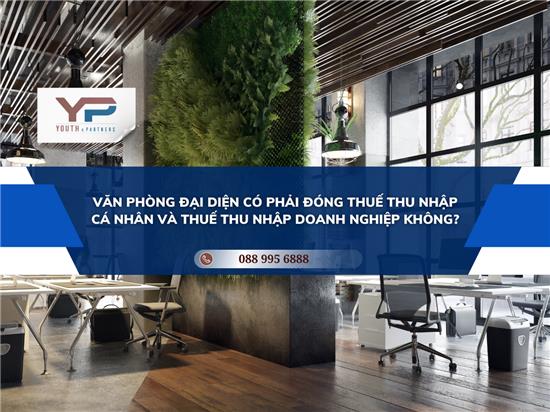 YP
YOUTH & PARTNERS
VĂN PHÒNG ĐẠI DIỆN CÓ PHẢI ĐÓNG THUẾ THU NHẬP
CÁ NHÂN VÀ THUẾ THU NHẬP DOANH NGHIỆP KHÔNG?
088 995 6888